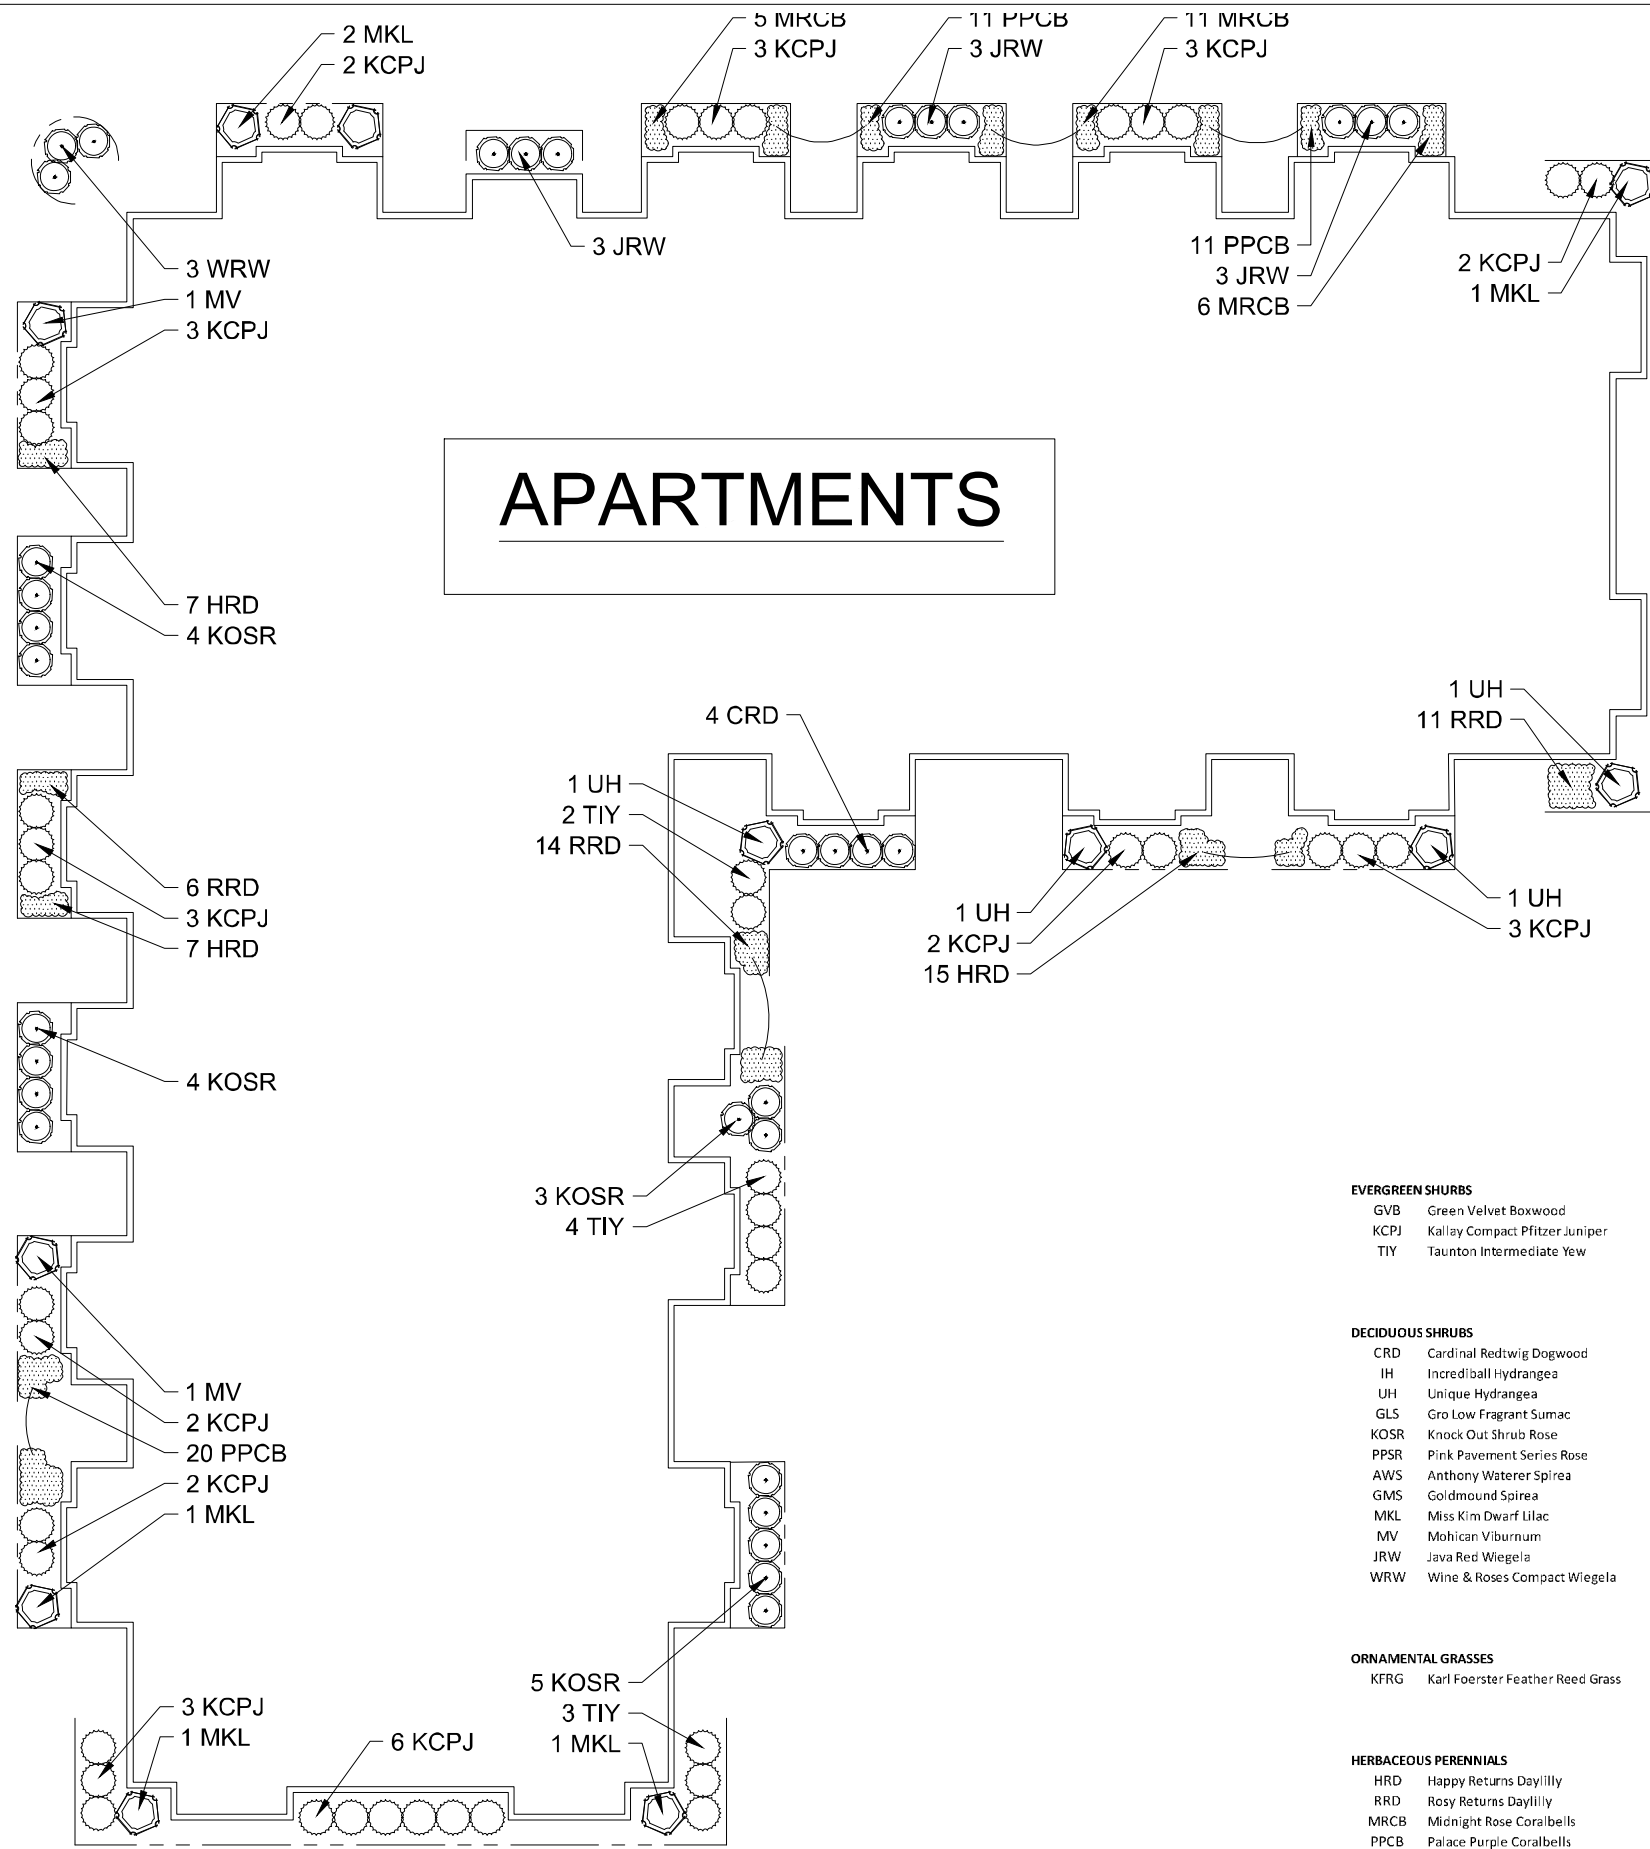 5 MRCB
3 KCPJ
11 PPCB
3 JRW
11 MRCB
3 KCPJ
2 MKL
2 KCPJ
3 JRW
11 PPCB
3 JRW
6 MRCB
2 KCPJ
1 MKL
3 WRW
1 MV
3 KCPJ
APARTMENTS
7 HRD
4 KOSR
1 UH
11 RRD
4 CRD
1 UH
2 TIY
14 RRD
6 RRD
3 KCPJ
7 HRD
1 UH
2 KCPJ
15 HRD
1 UH
3 KCPJ
4 KOSR
3 KOSR
4 TIY
1 MV
2 KCPJ
20 PPCB
2 KCPJ
1 MKL
5 KOSR
3 TIY
1 MKL
3 KCPJ
1 MKL
6 KCPJ
EVERGREEN SHURBS
GVB Green Velvet Boxwood
KCPJ Kallay Compact Pfitzer Juniper
TIY Taunton Intermediate Yew
DECIDUOUS SHRUBS
CRD Cardinal Redtwig Dogwood
IH Incrediball Hydrangea
UH Unique Hydrangea
GLS Gro Low Fragrant Sumac
KOSR Knock Out Shrub Rose
PPSR Pink Pavement Series Rose
AWS Anthony Waterer Spirea
GMS Goldmound Spirea
MKL Miss Kim Dwarf Lilac
MV Mohican Viburnum
JRW Java Red Wiegela
WRW Wine & Roses Compact Wiegela
ORNAMENTAL GRASSES
KFRG Karl Foerster Feather Reed Grass
HERBACEOUS PERENNIALS
HRD Happy Returns Daylilly
RRD Rosy Returns Daylilly
MRCB Midnight Rose Coralbells
PPCB Palace Purple Coralbells